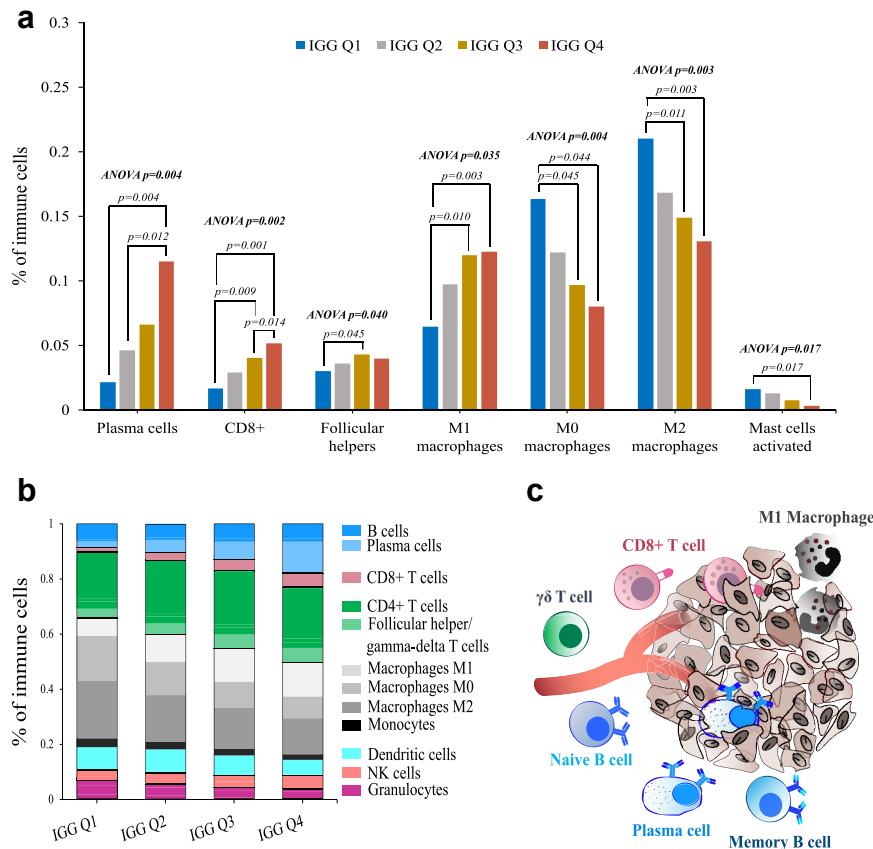 a
0.3
IGG Q1 IGG Q2 IGG Q3 IGG Q4
0.25
ANOVA p=0.003
p=0.003
p=0.011
0.2
ANOVA p=0.004
p=0.044
p=0.045
ANOVA p=0.035
p=0.003
p=0.010
ANOVA p=0.004
p=0.004
p=0.012
0.15
ANOVA p=0.002
p=0.001
p=0.009
p=0.014
0.1
ANOVA p=0.040
p=0.045
0.05
ANOVA p=0.017
p=0.017
0
% of immune cells
Plasma cells
CD8+
Follicular
helpers
M1
macrophages
M0
macrophages
M2
macrophages
Mast cells
activated
b
1
0.8
0.6
0.4
0.2
0
% of immune cells
IGG Q1
IGG Q2
IGG Q3
IGG Q4
B cells
Plasma cells
CD8+ T cells
CD4+ T cells
Follicular helper/
gamma-delta T cells
Macrophages M1
Macrophages M0
Macrophages M2
Monocytes
Dendritic cells
NK cells
Granulocytes
c
M1 Macrophage
CD8+ T cell
γδ T cell
Naive B cell
Plasma cell
Memory B cell